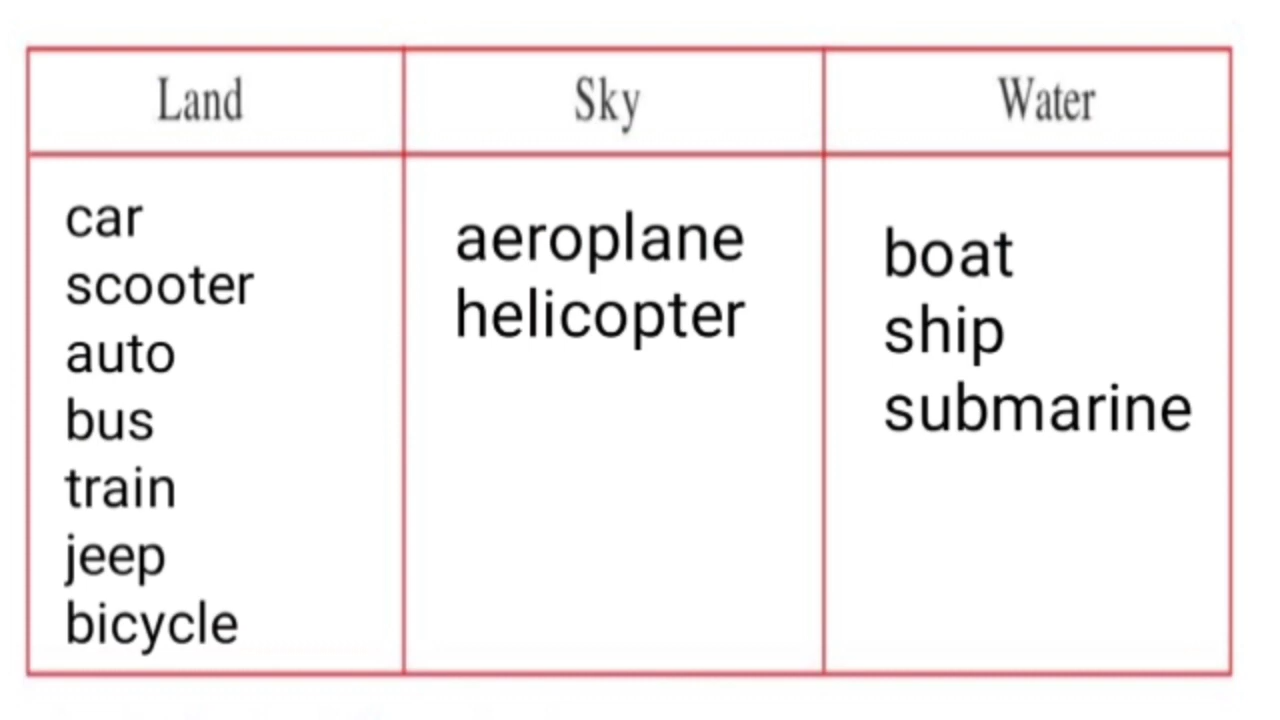 Land
Sky
Water
car
scooter
auto
bus
train
jeep
bicycle
aeroplane
helicopter
boat
ship
submarine